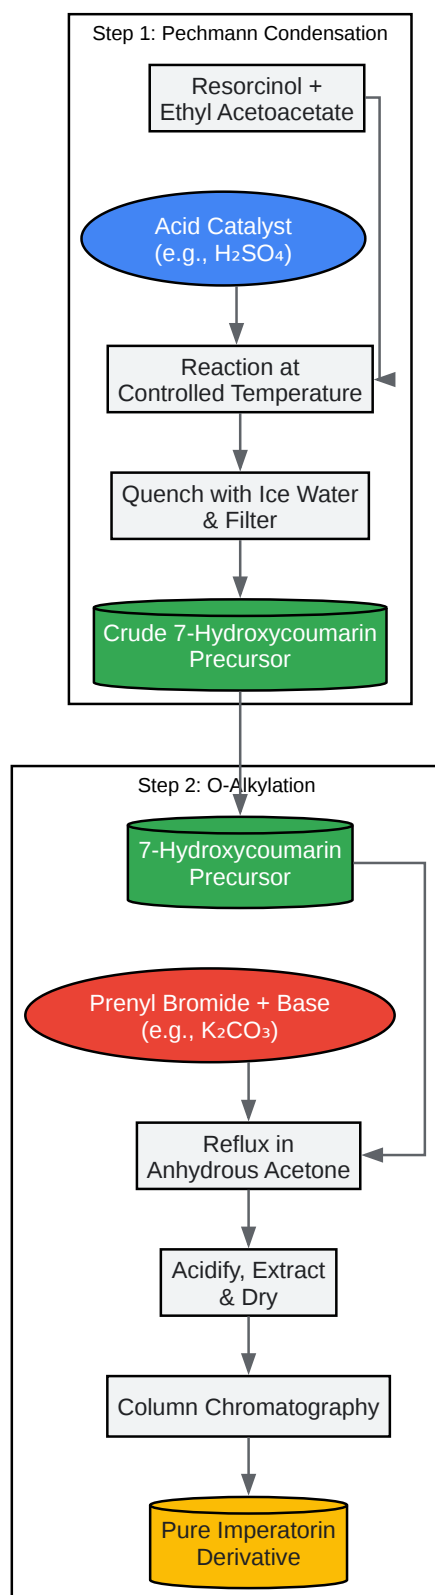 Step 1: Pechmann Condensation
Resorcinol +
Ethyl Acetoacetate
Acid Catalyst
(e.g., H₂SO₄)
Reaction at
Controlled Temperature
Quench with Ice Water
& Filter
Crude 7-Hydroxycoumarin
Precursor
Step 2: O-Alkylation
7-Hydroxycoumarin
Precursor
Prenyl Bromide + Base
(e.g., K₂CO₃)
Reflux in
Anhydrous Acetone
Acidify, Extract
& Dry
Column Chromatography
Pure Imperatorin
Derivative